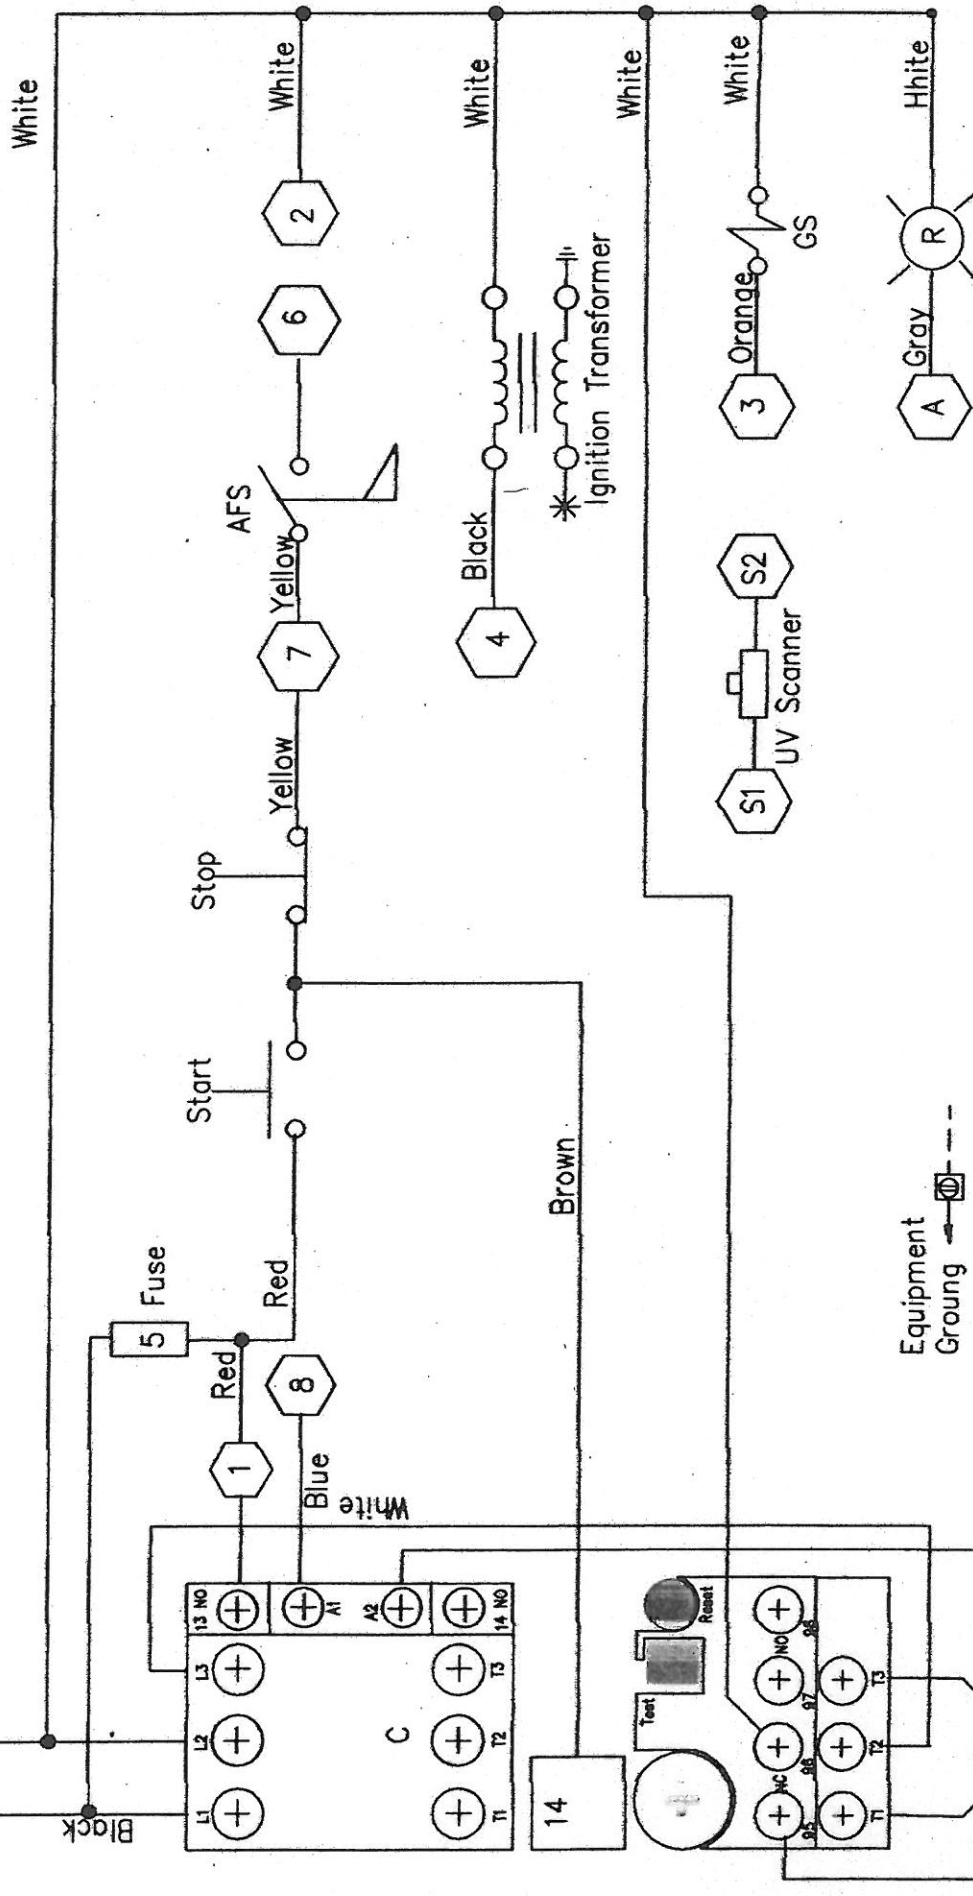 White
Black
5 Fuse
L1 L2 L3 13 NO
Start
Stop
Red
1
AFS
Red
Yellow
Yellow
White
8
7
6
2
Blue
A1
A2
White
C
Black
White
4
T1 T2 T3 14 NO
14
Brown
Ignition Transformer
White
Test
Reset
Orange
White
S1
S2
3
NC NO
UV Scanner
GS
95 96 97 98
T1 T2 T3
Equipment
Groung
Gray
Hhite
A
R